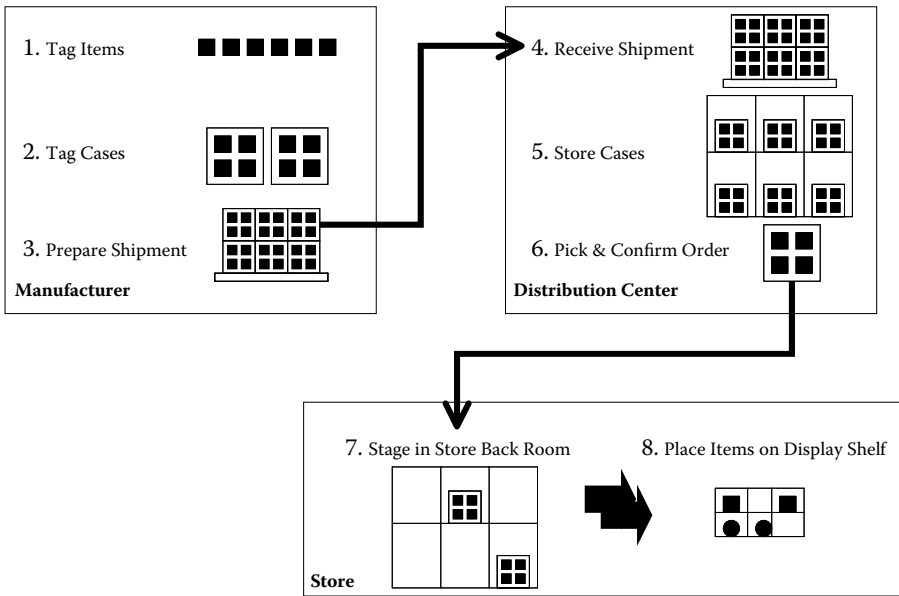 1. Tag Items
2. Tag Cases
3. Prepare Shipment
Manufacturer
4. Receive Shipment
5. Store Cases
6. Pick & Confirm Order
Distribution Center
7. Stage in Store Back Room
8. Place Items on Display Shelf
Store